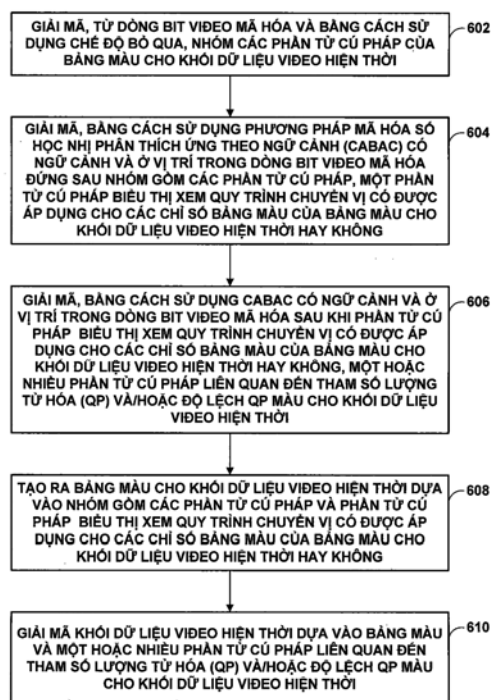 GIẢI MÃ, TỪ DÒNG BIT VIĐEO MÃ HÓA VÀ BẰNG CÁCH SỬ
DỤNG CHẾ ĐỘ BỎ QUA, NHÓM CÁC PHẦN TỬ CÚ PHÁP CỦA
BẢNG MÀU CHO KHỐI DỮ LIỆU VIĐEO HIỆN THỜI
602
GIẢI MÃ, BẰNG CÁCH SỬ DỤNG PHƯƠNG PHÁP MÃ HÓA SỐ
HỌC NHỊ PHÂN THÍCH ỨNG THEO NGỮ CẢNH (CABAC) CÓ
NGỮ CẢNH VÀ Ở VỊ TRÍ TRONG DÒNG BIT VIĐEO MÃ HÓA
ĐỨNG SAU NHÓM GỒM CÁC PHẦN TỬ CÚ PHÁP, MỘT PHẦN
TỬ CÚ PHÁP BIỂU THỊ XEM QUY TRÌNH CHUYỂN VỊ CÓ ĐƯỢC
ÁP DỤNG CHO CÁC CHỈ SỐ BẢNG MÀU CỦA BẢNG MÀU CHO
KHỐI DỮ LIỆU VIĐEO HIỆN THỜI HAY KHÔNG
604
GIẢI MÃ, BẰNG CÁCH SỬ DỤNG CABAC CÓ NGỮ CẢNH VÀ Ở
VỊ TRÍ TRONG DÒNG BIT VIĐEO MÃ HÓA SAU KHI PHẦN TỬ CÚ
PHÁP BIỂU THỊ XEM QUY TRÌNH CHUYỂN VỊ CÓ ĐƯỢC ÁP
DỤNG CHO CÁC CHỈ SỐ BẢNG MÀU CỦA BẢNG MÀU CHO
KHỐI DỮ LIỆU VIĐEO HIỆN THỜI HAY KHÔNG, MỘT HOẶC
NHIỀU PHẦN TỬ CÚ PHÁP LIÊN QUAN ĐẾN THAM SỐ LƯỢNG
TỬ HÓA (QP) VÀ/HOẶC ĐỘ LỆCH QP MÀU CHO KHỐI DỮ LIỆU
VIĐEO HIỆN THỜI
606
TẠO RA BẢNG MÀU CHO KHỐI DỮ LIỆU VIĐEO HIỆN THỜI DỰA
VÀO NHÓM GỒM CÁC PHẦN TỬ CÚ PHÁP VÀ PHẦN TỬ CÚ
PHÁP BIỂU THỊ XEM QUY TRÌNH CHUYỂN VỊ CÓ ĐƯỢC ÁP
DỤNG CHO CÁC CHỈ SỐ BẢNG MÀU CỦA BẢNG MÀU CHO
KHỐI DỮ LIỆU VIĐEO HIỆN THỜI HAY KHÔNG
608
GIẢI MÃ KHỐI DỮ LIỆU VIĐEO HIỆN THỜI DỰA VÀO BẢNG MÀU
VÀ MỘT HOẶC NHIỀU PHẦN TỬ CÚ PHÁP LIÊN QUAN ĐẾN
THAM SỐ LƯỢNG TỬ HÓA (QP) VÀ/HOẶC ĐỘ LỆCH QP MÀU
CHO KHỐI DỮ LIỆU VIĐEO HIỆN THỜI
610